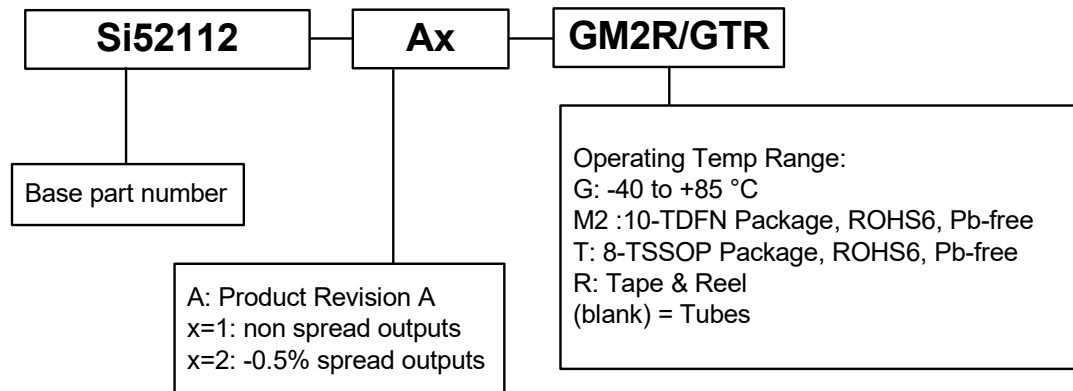 Si52112
Ax
GM2R/GTR
Base part number
A: Product Revision A
x=1: non spread outputs
x=2: -0.5% spread outputs
Operating Temp Range:
G: -40 to +85 °C
M2 :10-TDFN Package, ROHS6, Pb-free
T: 8-TSSOP Package, ROHS6, Pb-free
R: Tape & Reel
(blank) = Tubes